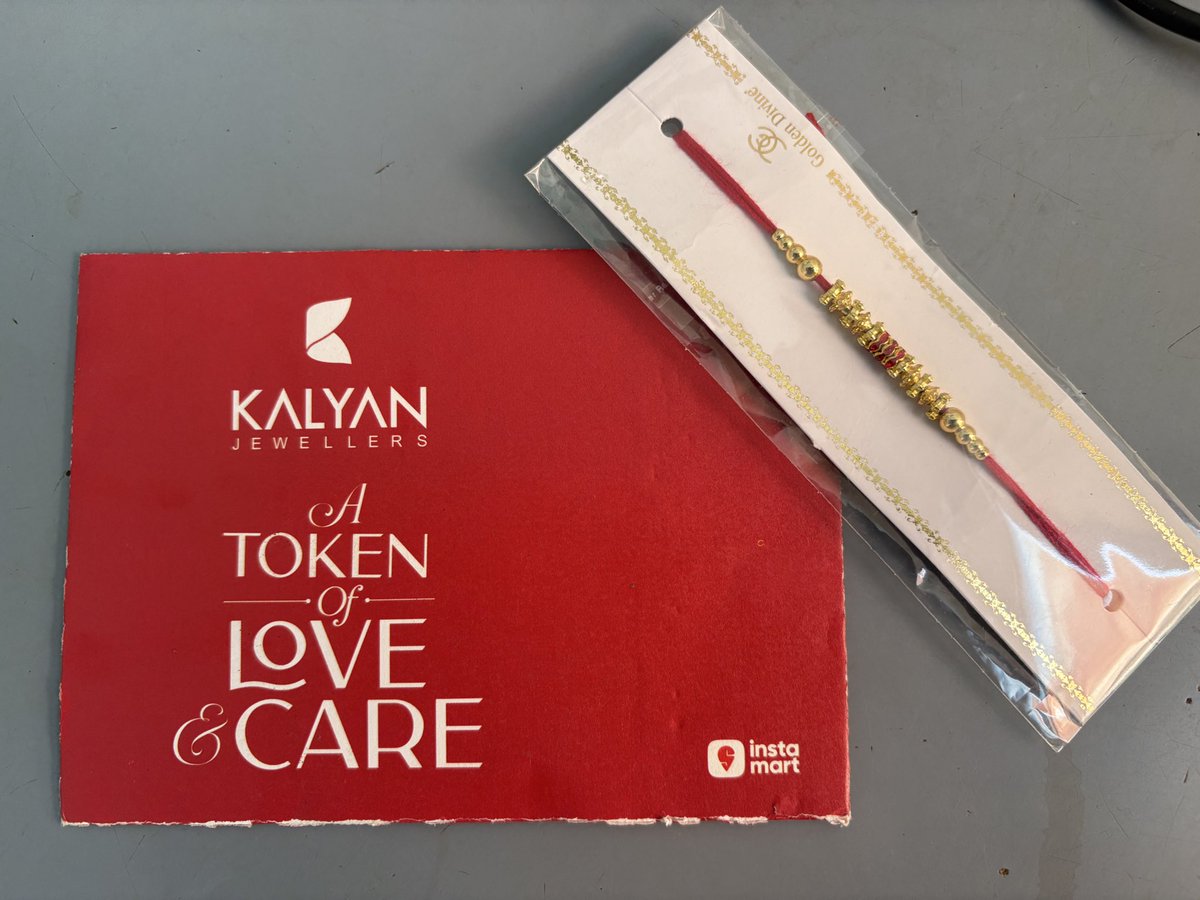 KALYAN
JEWELLERS
A
TOKEN
Of
LOVE
& CARE
insta
mart
Golden Divine